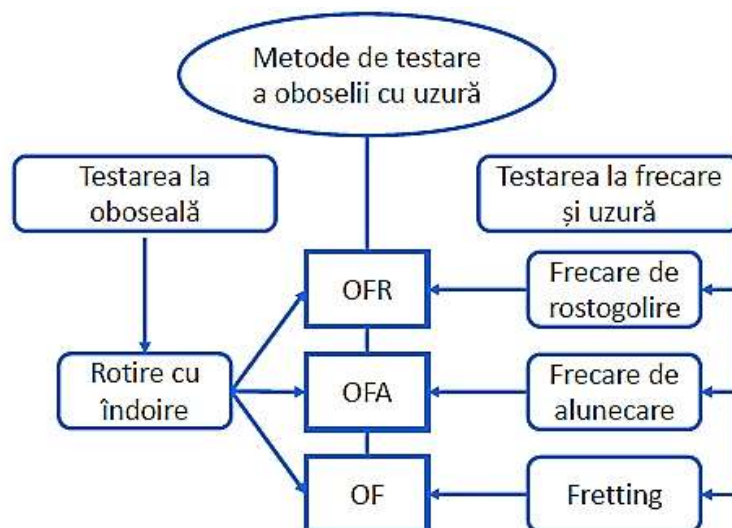 Metode de testare
a oboselii cu uzură
Testarea la
oboseală
Testarea la frecare
și uzură
OFR
Frecare de
rostogolire
Rotire cu
îndoire
OFA
Frecare de
alunecare
OF
Fretting